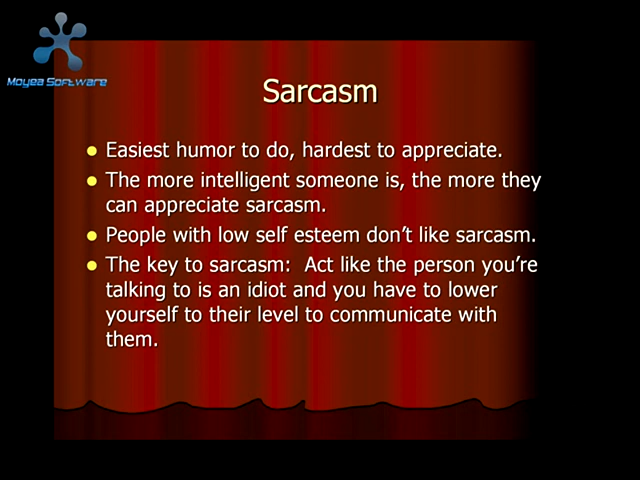 Moyea Software
Sarcasm
Easiest humor to do, hardest to appreciate.
The more intelligent someone is, the more they
can appreciate sarcasm.
People with low self esteem don't like sarcasm.
The key to sarcasm:  Act like the person you're
talking to is an idiot and you have to lower
yourself to their level to communicate with
them.